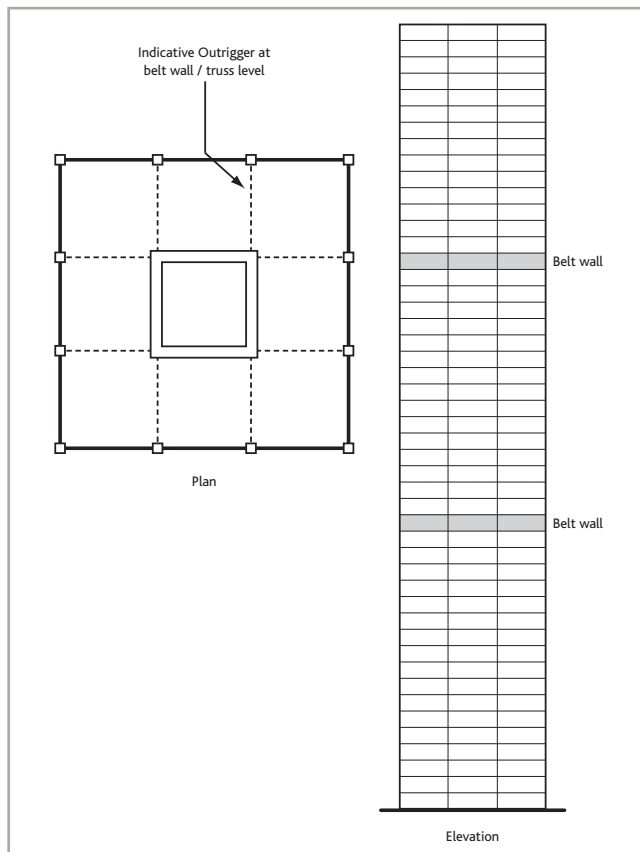 Indicative Outrigger at
belt wall / truss level
Belt wall
Plan
Belt wall
Elevation